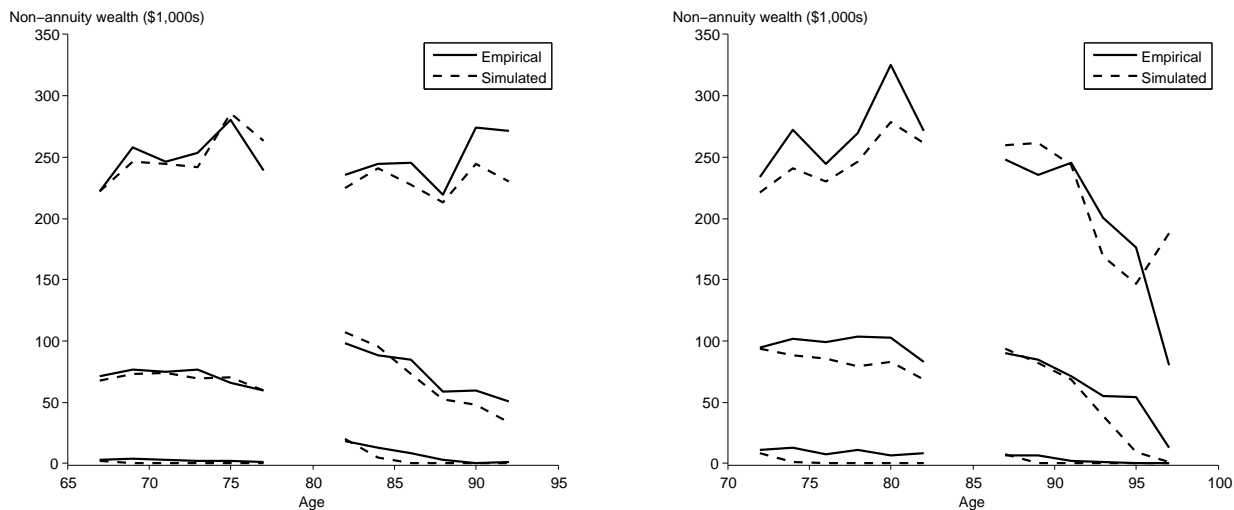 Non−annuity wealth ($1,000s)
350
300
250
200
150
100
50
0
Empirical
Simulated
65 70 75 80 85 90 95
Age
Non−annuity wealth ($1,000s)
350
300
250
200
150
100
50
0
Empirical
Simulated
70 75 80 85 90 95 100
Age